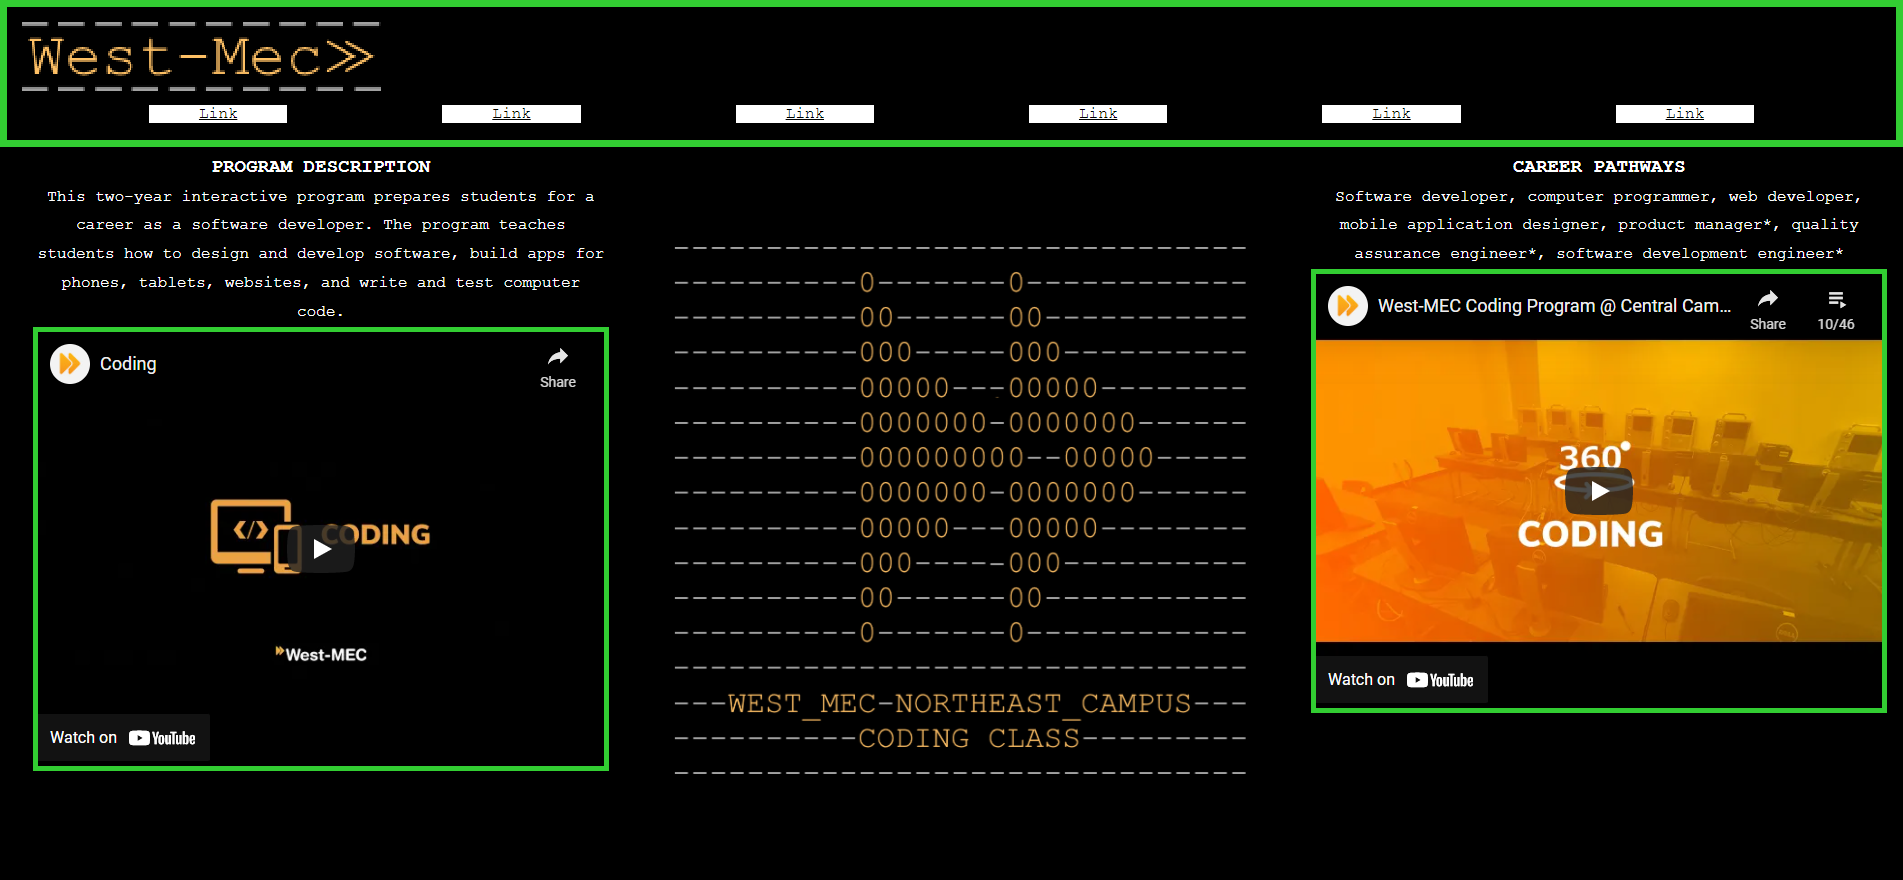 West-Mec>>
Link
Link
Link
Link
Link
Link
PROGRAM DESCRIPTION
This two-year interactive program prepares students for a
career as a software developer. The program teaches
students how to design and develop software, build apps for
phones, tablets, websites, and write and test computer
code.
Coding
Share
</> CODING
West-MEC
Watch on YouTube
-------------------------------
----------0-------0------------
----------00------00-----------
----------000-----000----------
----------00000---00000--------
----------0000000-0000000------
----------000000000--00000-----
----------0000000-0000000------
----------00000---00000--------
----------000-----000----------
----------00------00-----------
----------0-------0------------
-------------------------------
---WEST_MEC-NORTHEAST_CAMPUS---
----------CODING CLASS---------
-------------------------------
CAREER PATHWAYS
Software developer, computer programmer, web developer,
mobile application designer, product manager*, quality
assurance engineer*, software development engineer*
West-MEC Coding Program @ Central Cam...
Share
10/46
360°
CODING
Watch on YouTube